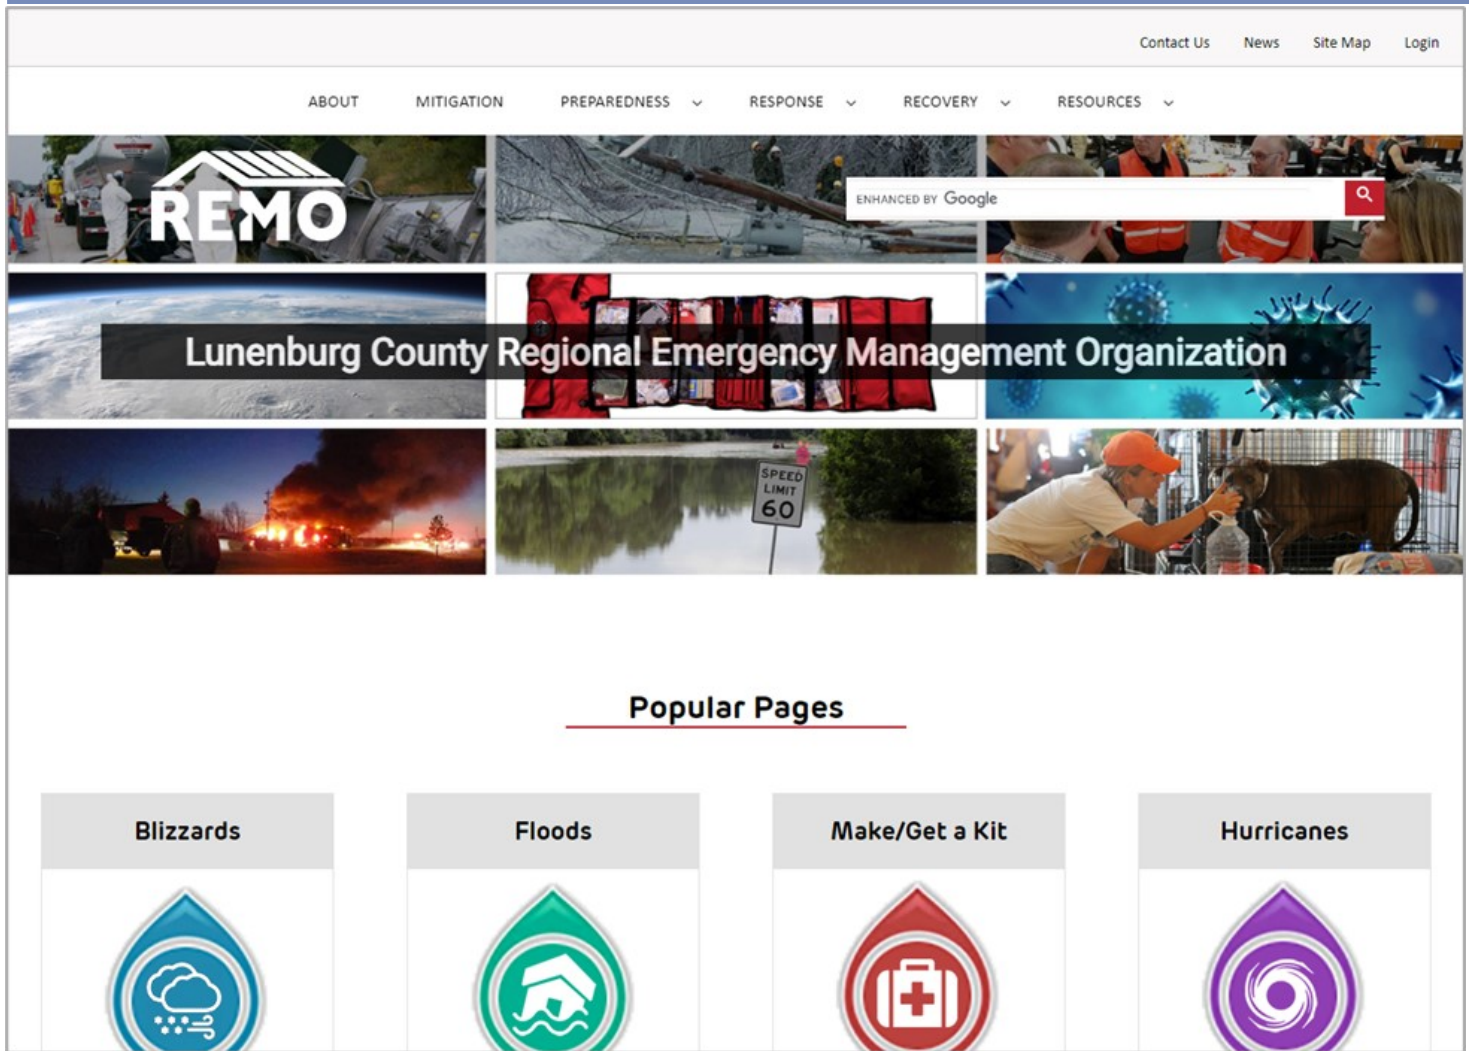 Contact Us News Site Map Login
ABOUT MITIGATION PREPAREDNESS RESPONSE RECOVERY RESOURCES
REMO
ENHANCED BY Google
Lunenburg County Regional Emergency Management Organization
SPEED
LIMIT
60
Popular Pages
Blizzards Floods Make/Get a Kit Hurricanes